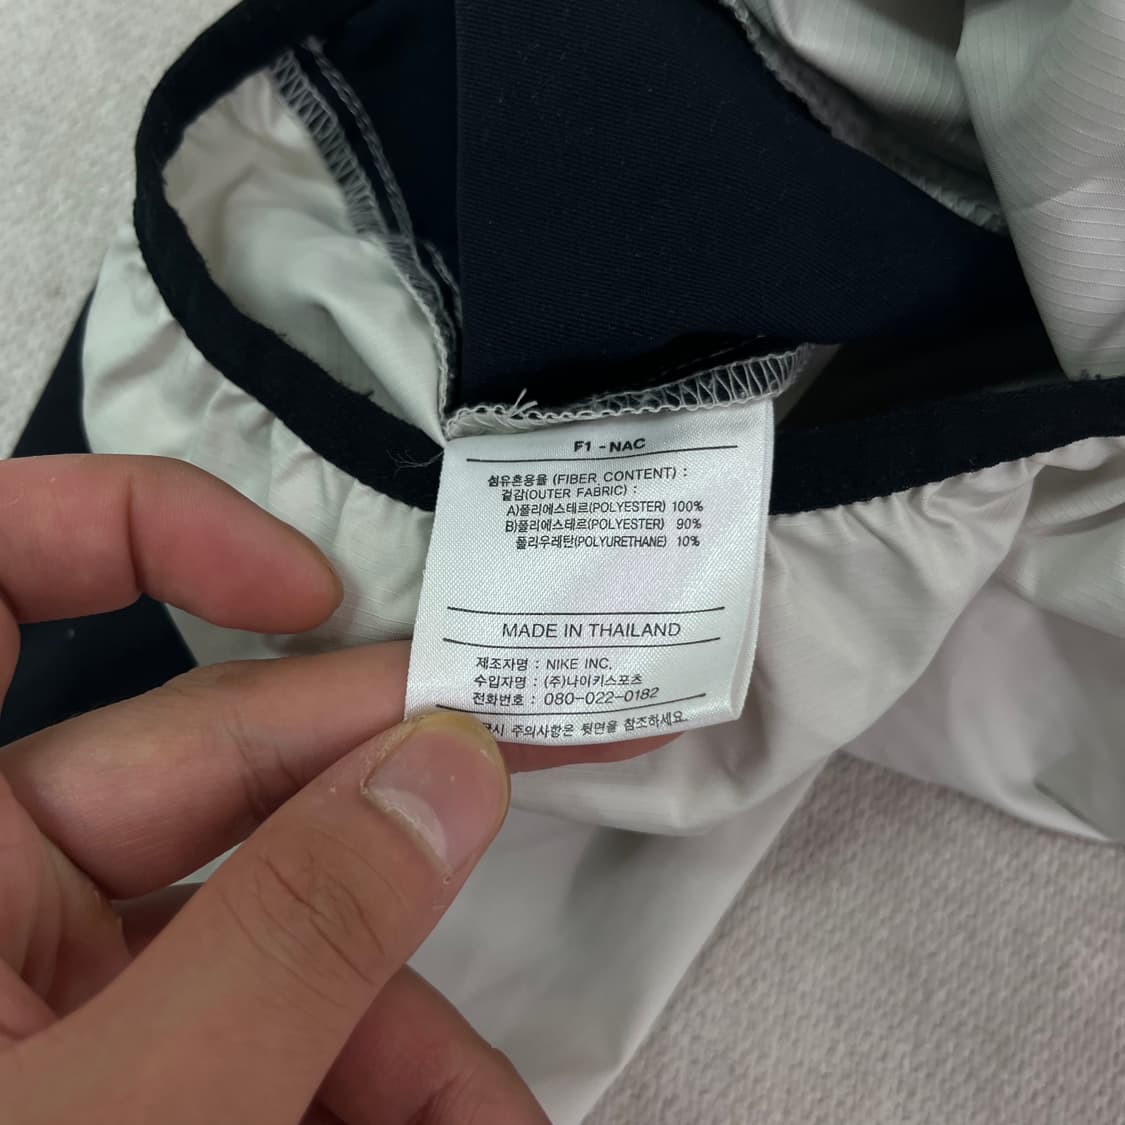 F1 - NAC
섬유혼용율 (FIBER CONTENT) :
겉감(OUTER FABRIC) :
A)폴리에스테르(POLYESTER) 100%
B)폴리에스테르(POLYESTER) 90%
폴리우레탄(POLYURETHANE) 10%
MADE IN THAILAND
제조자명 : NIKE INC.
수입자명 : (주)나이키스포츠
전화번호 : 080-022-0182
주의사항은 뒷면을 참조하세요.